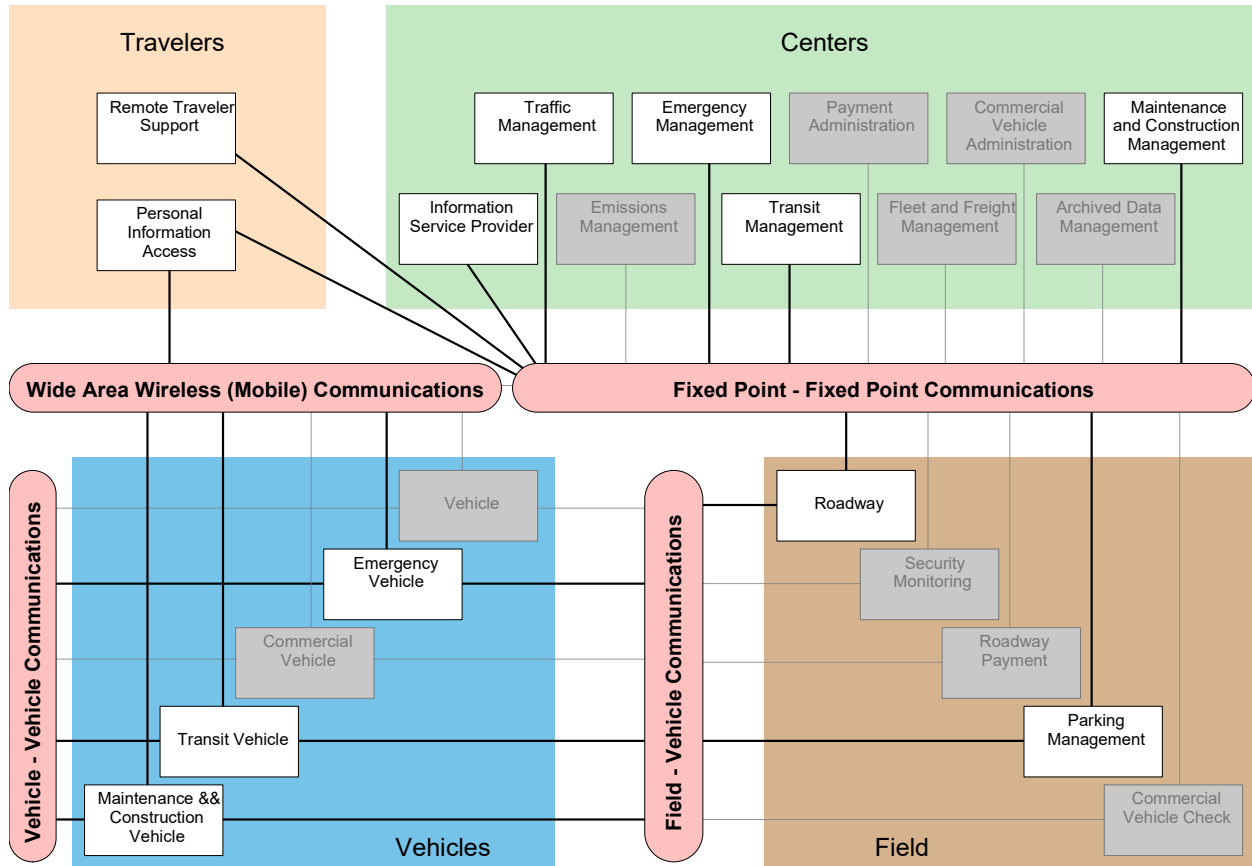 Travelers
Centers
Remote Traveler
Support
Traffic
Management
Emergency
Management
Payment
Administration
Commercial
Vehicle
Administration
Maintenance
and Construction
Management
Personal
Information
Access
Information
Service Provider
Emissions
Management
Transit
Management
Fleet and Freight
Management
Archived Data
Management
Wide Area Wireless (Mobile) Communications
Fixed Point - Fixed Point Communications
Vehicle - Vehicle Communications
Vehicle
Emergency
Vehicle
Commercial
Vehicle
Transit Vehicle
Maintenance &&
Construction
Vehicle
Vehicles
Field - Vehicle Communications
Roadway
Security
Monitoring
Roadway
Payment
Parking
Management
Commercial
Vehicle Check
Field